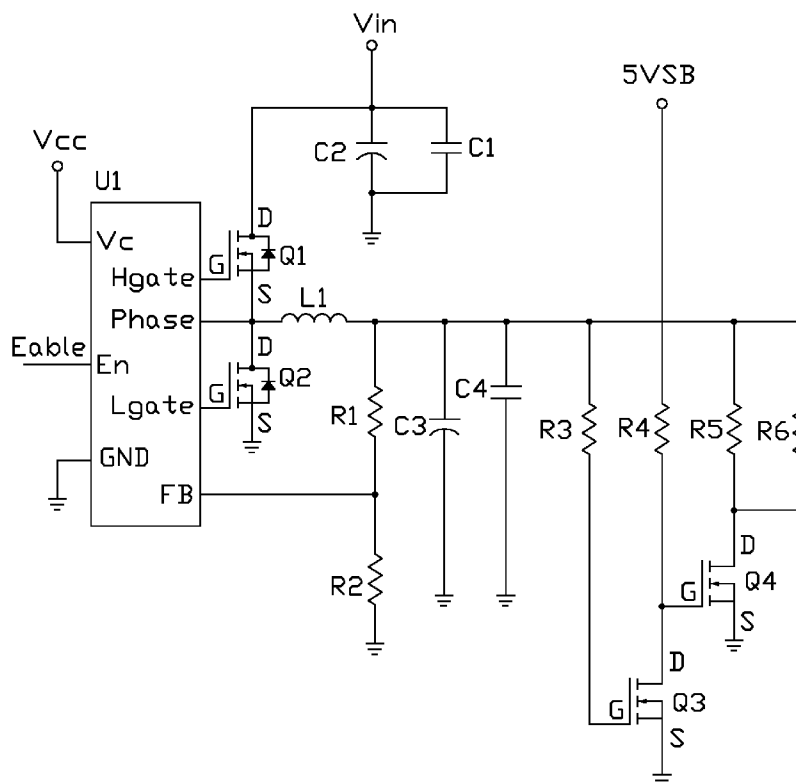 Vin
5VSB
Vcc
C2
C1
U1
D
Vc
G
Q1
Hgate
S
L1
Phase
D
Eable
En
Q2
G
Lgate
S
R1
C3
C4
R3
R4
R5
R6
GND
FB
D
R2
G
Q4
S
D
G
Q3
S